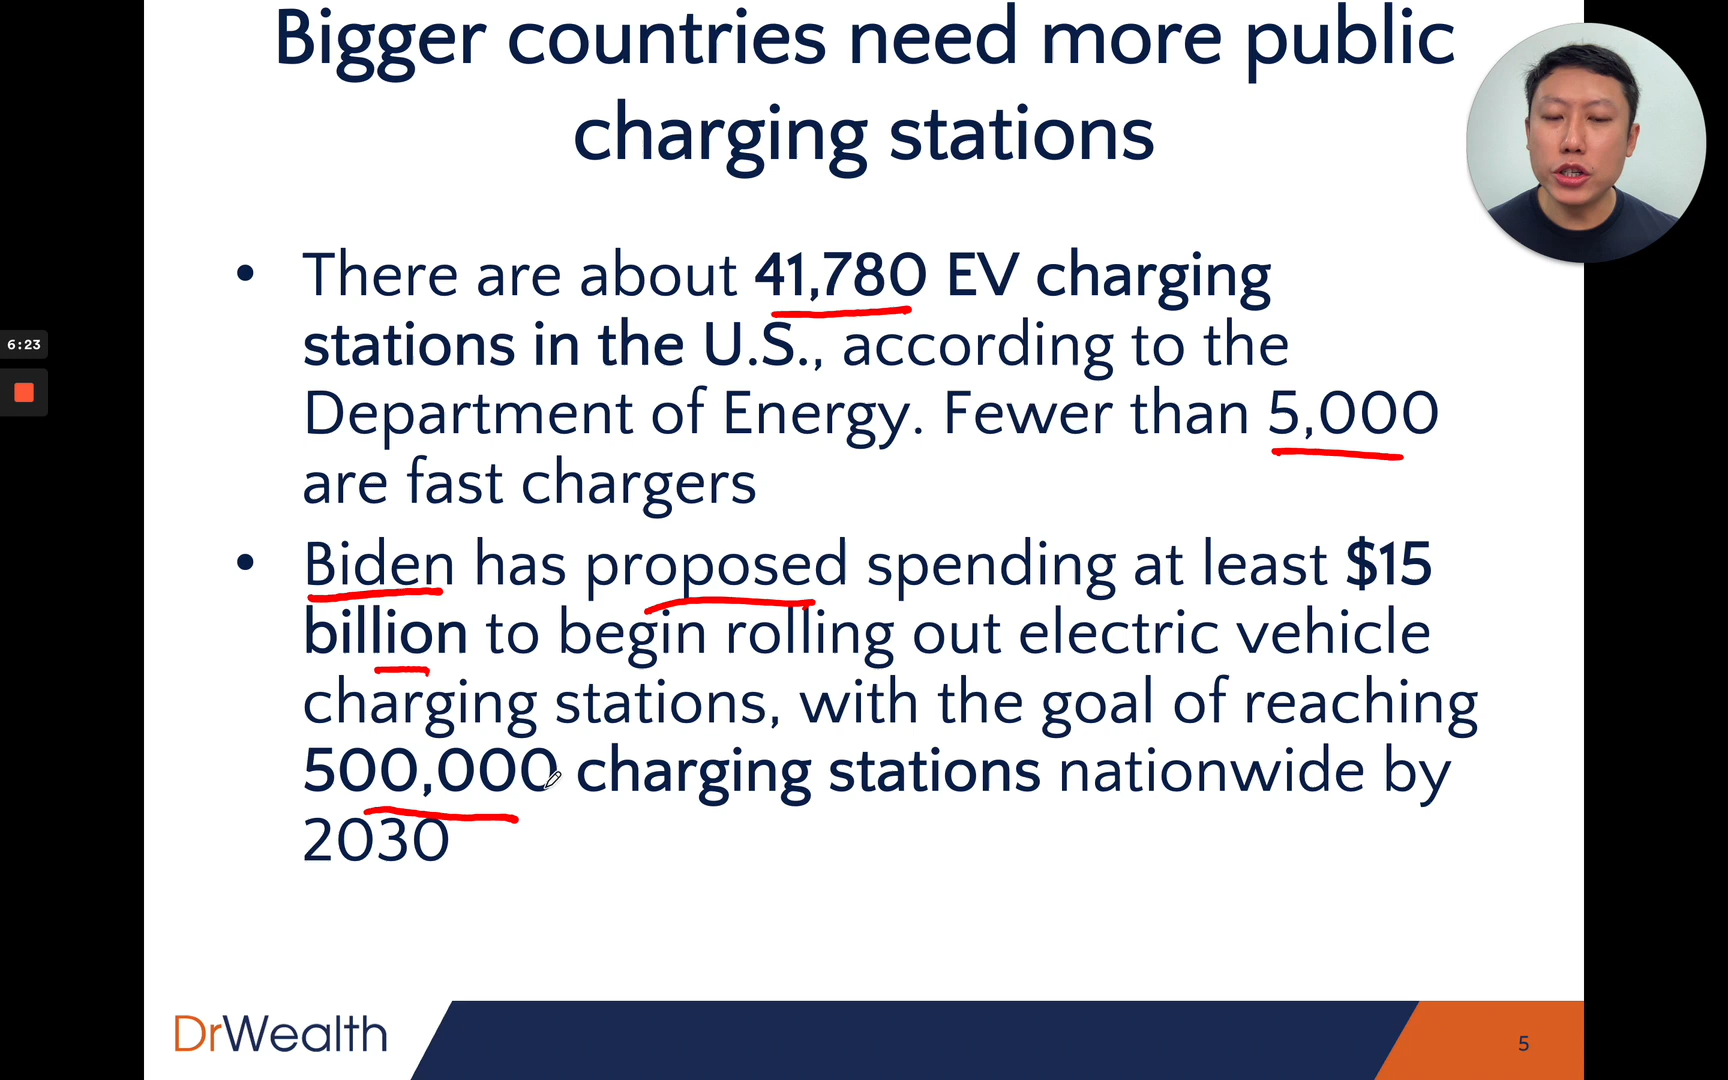 Bigger countries need more public
charging stations
• There are about 41,780 EV charging
stations in the U.S., according to the
Department of Energy. Fewer than 5,000
are fast chargers
• Biden has proposed spending at least $15
billion to begin rolling out electric vehicle
charging stations, with the goal of reaching
500,000 charging stations nationwide by
2030
6:23
DrWealth
5